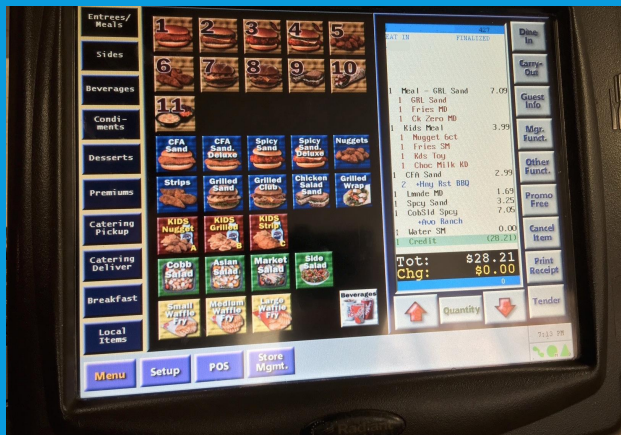 Entrees/
Meals
Sides
Beverages
Condi-
ments
Desserts
Premiums
Catering
Pickup
Catering
Deliver
Breakfast
Local
Items
1
2
3
4
5
6
7
8
9
10
11
CFA
Sand
CFA
Sand.
Deluxe
Spicy
Sand
Spicy
Sand.
Deluxe
Nuggets
Strips
Grilled
Sand
Grilled
Club
Chicken
Salad
Sand
Grilled
Wrap
KIDS
Nugget
A
KIDS
Grilled
B
KIDS
Strip
C
Cobb
Salad
Asian
Salad
Market
Salad
Side
Salad
Small
Waffle
Fry
Medium
Waffle
Fry
Large
Waffle
Fry
Beverages
Menu
Setup
POS
Store
Mgmt.
427
EAT IN FINALIZED
1 Meal - GRL Sand 7.09
1 GRL Sand
1 Fries MD
1 Ck Zero MD
1 Kids Meal 3.99
1 Nugget 6ct
1 Fries SM
1 Kds Toy
1 Choc Milk KD
1 CFA Sand 2.99
2 +Hny Rst BBQ
1 Lmnde MD 1.69
1 Spcy Sand 3.25
1 CobSld Spcy 7.05
+Avo Ranch
1 Water SM 0.00
1 Credit (28.21)
Tot: $28.21
Chg: $0.00
0
Quantity
Dine
In
Carry-
Out
Guest
Info
Mgr.
Funct.
Other
Funct.
Promo
Free
Cancel
Item
Print
Receipt
Tender
7:13 PM
Radiant